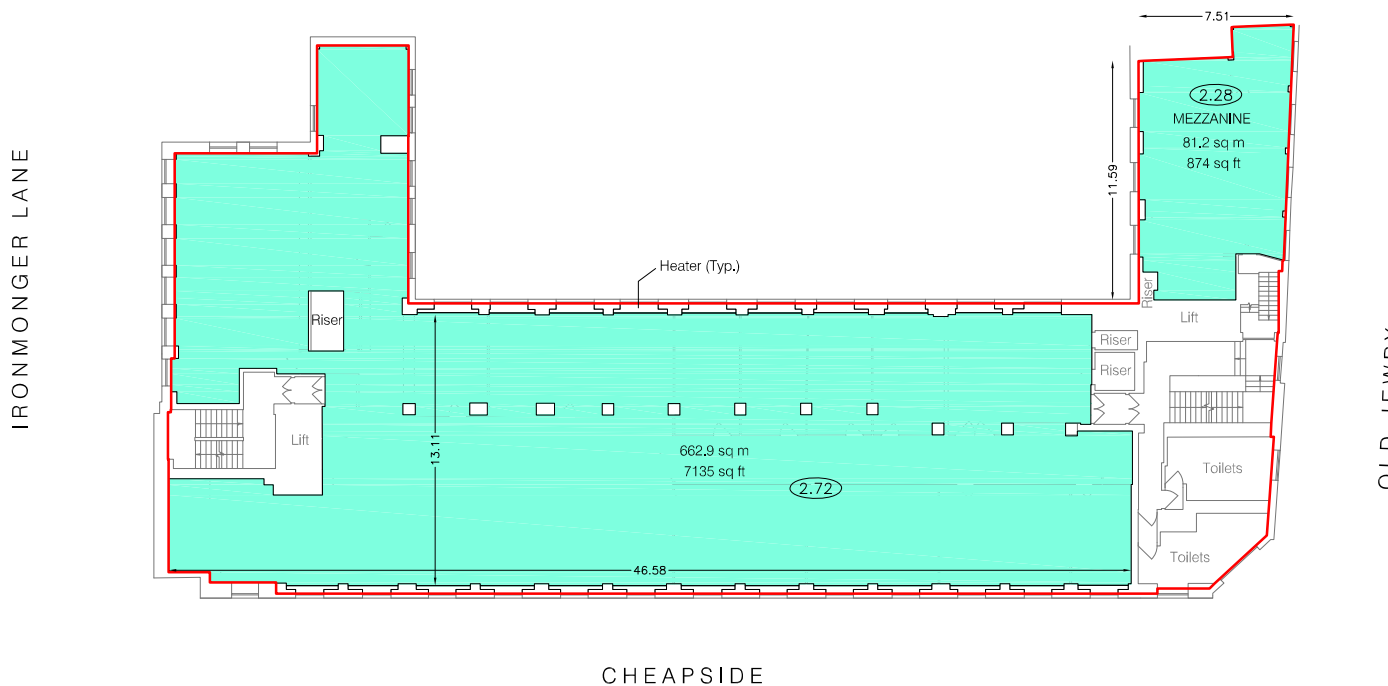 7.51
2.28
MEZZANINE
81.2 sq m
874 sq ft
11.59
IRONMONGER LANE
Heater (Typ.)
Riser
Riser
Lift
Riser
Riser
13.11
Lift
662.9 sq m
7135 sq ft
2.72
Toilets
OLD JEWRY
Toilets
46.58
CHEAPSIDE